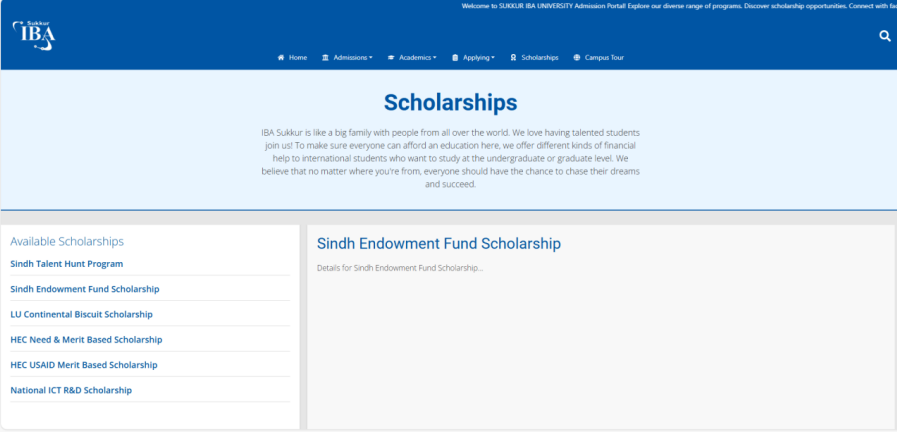 Welcome to SUKKUR IBA UNIVERSITY Admission Portal! Explore our diverse range of programs. Discover scholarship opportunities. Connect with
Sukkur
IBA
Home Admissions Academics Applying Scholarships Campus Tour
Scholarships
IBA Sukkur is like a big family with people from all over the world. We love having talented students
join us! To make sure everyone can afford an education here, we offer different kinds of financial
help to international students who want to study at the undergraduate or graduate level. We
believe that no matter where you're from, everyone should have the chance to chase their dreams
and succeed.
Available Scholarships
Sindh Talent Hunt Program
Sindh Endowment Fund Scholarship
LU Continental Biscuit Scholarship
HEC Need & Merit Based Scholarship
HEC USAID Merit Based Scholarship
National ICT R&D Scholarship
Sindh Endowment Fund Scholarship
Details for Sindh Endowment Fund Scholarship...